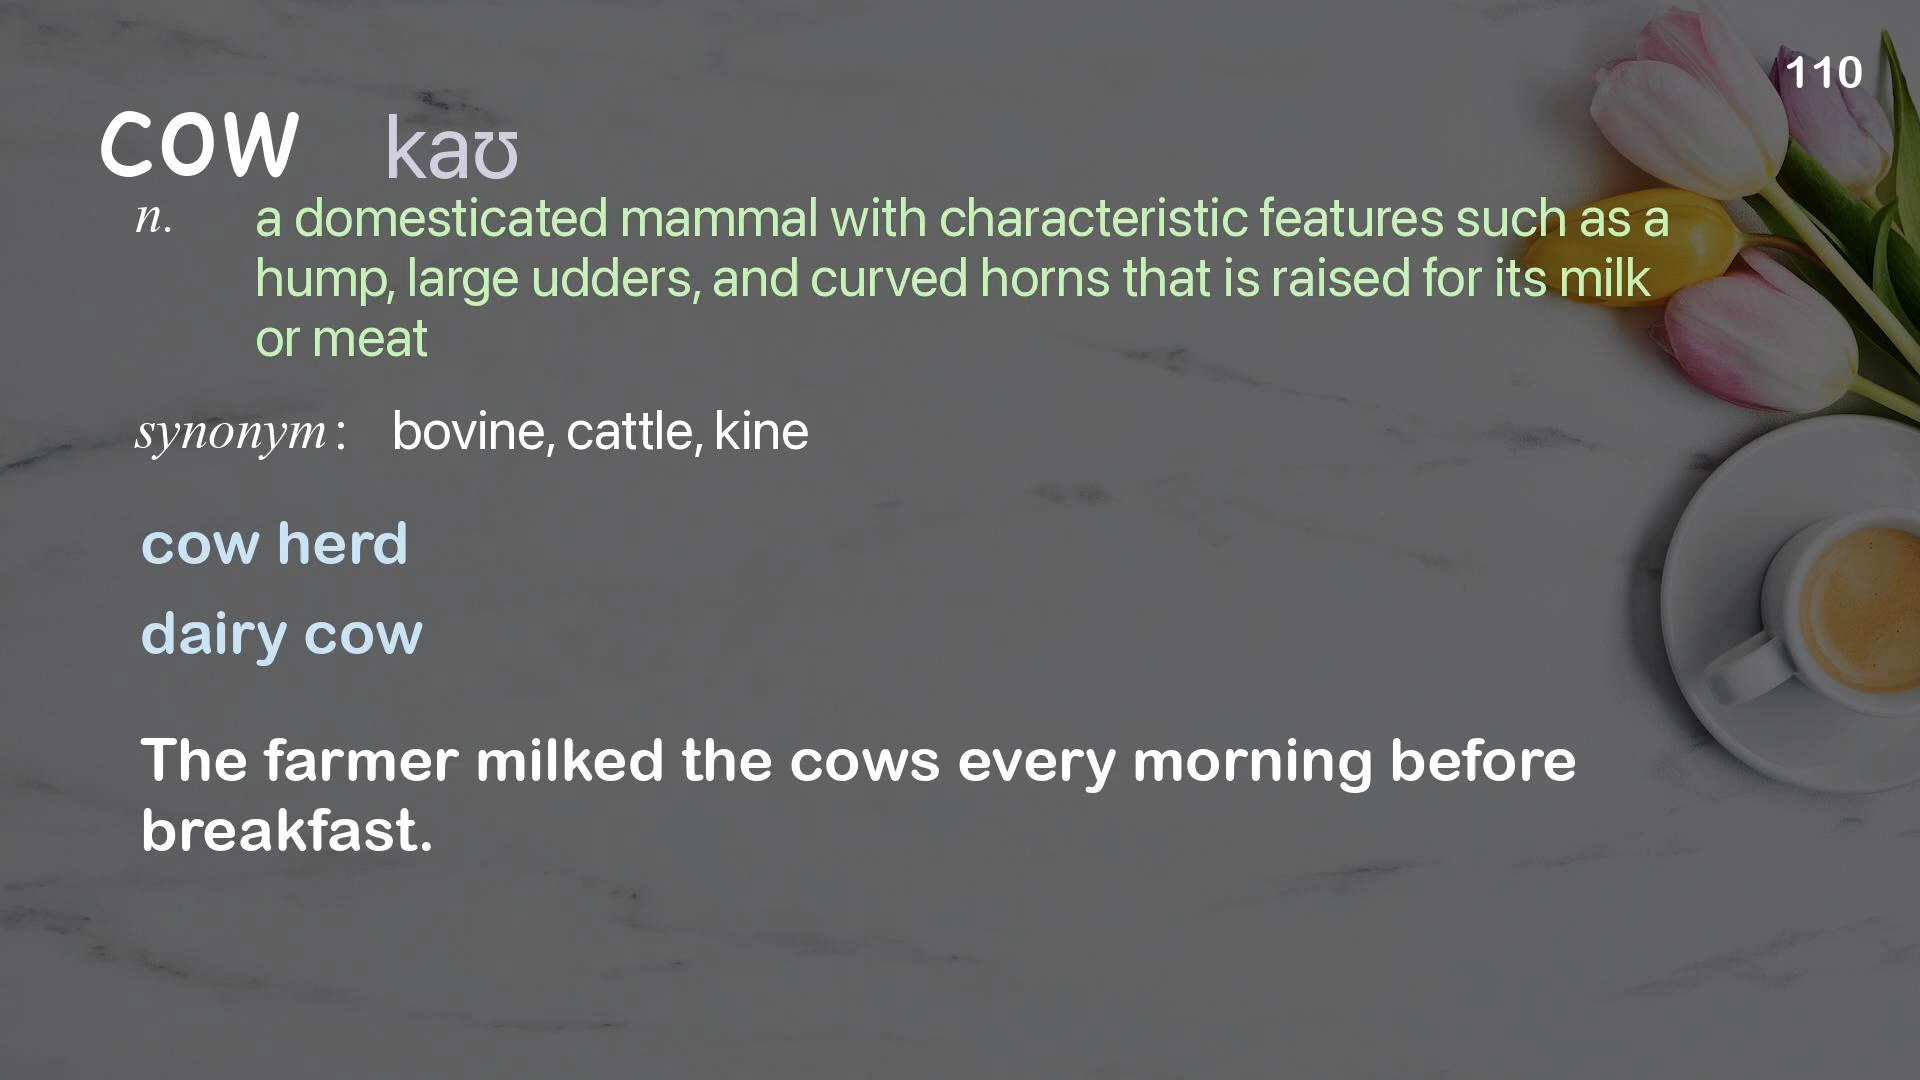 110
cow kaʊ
n. a domesticated mammal with characteristic features such as a
hump, large udders, and curved horns that is raised for its milk
or meat
synonym: bovine, cattle, kine
cow herd
dairy cow
The farmer milked the cows every morning before
breakfast.